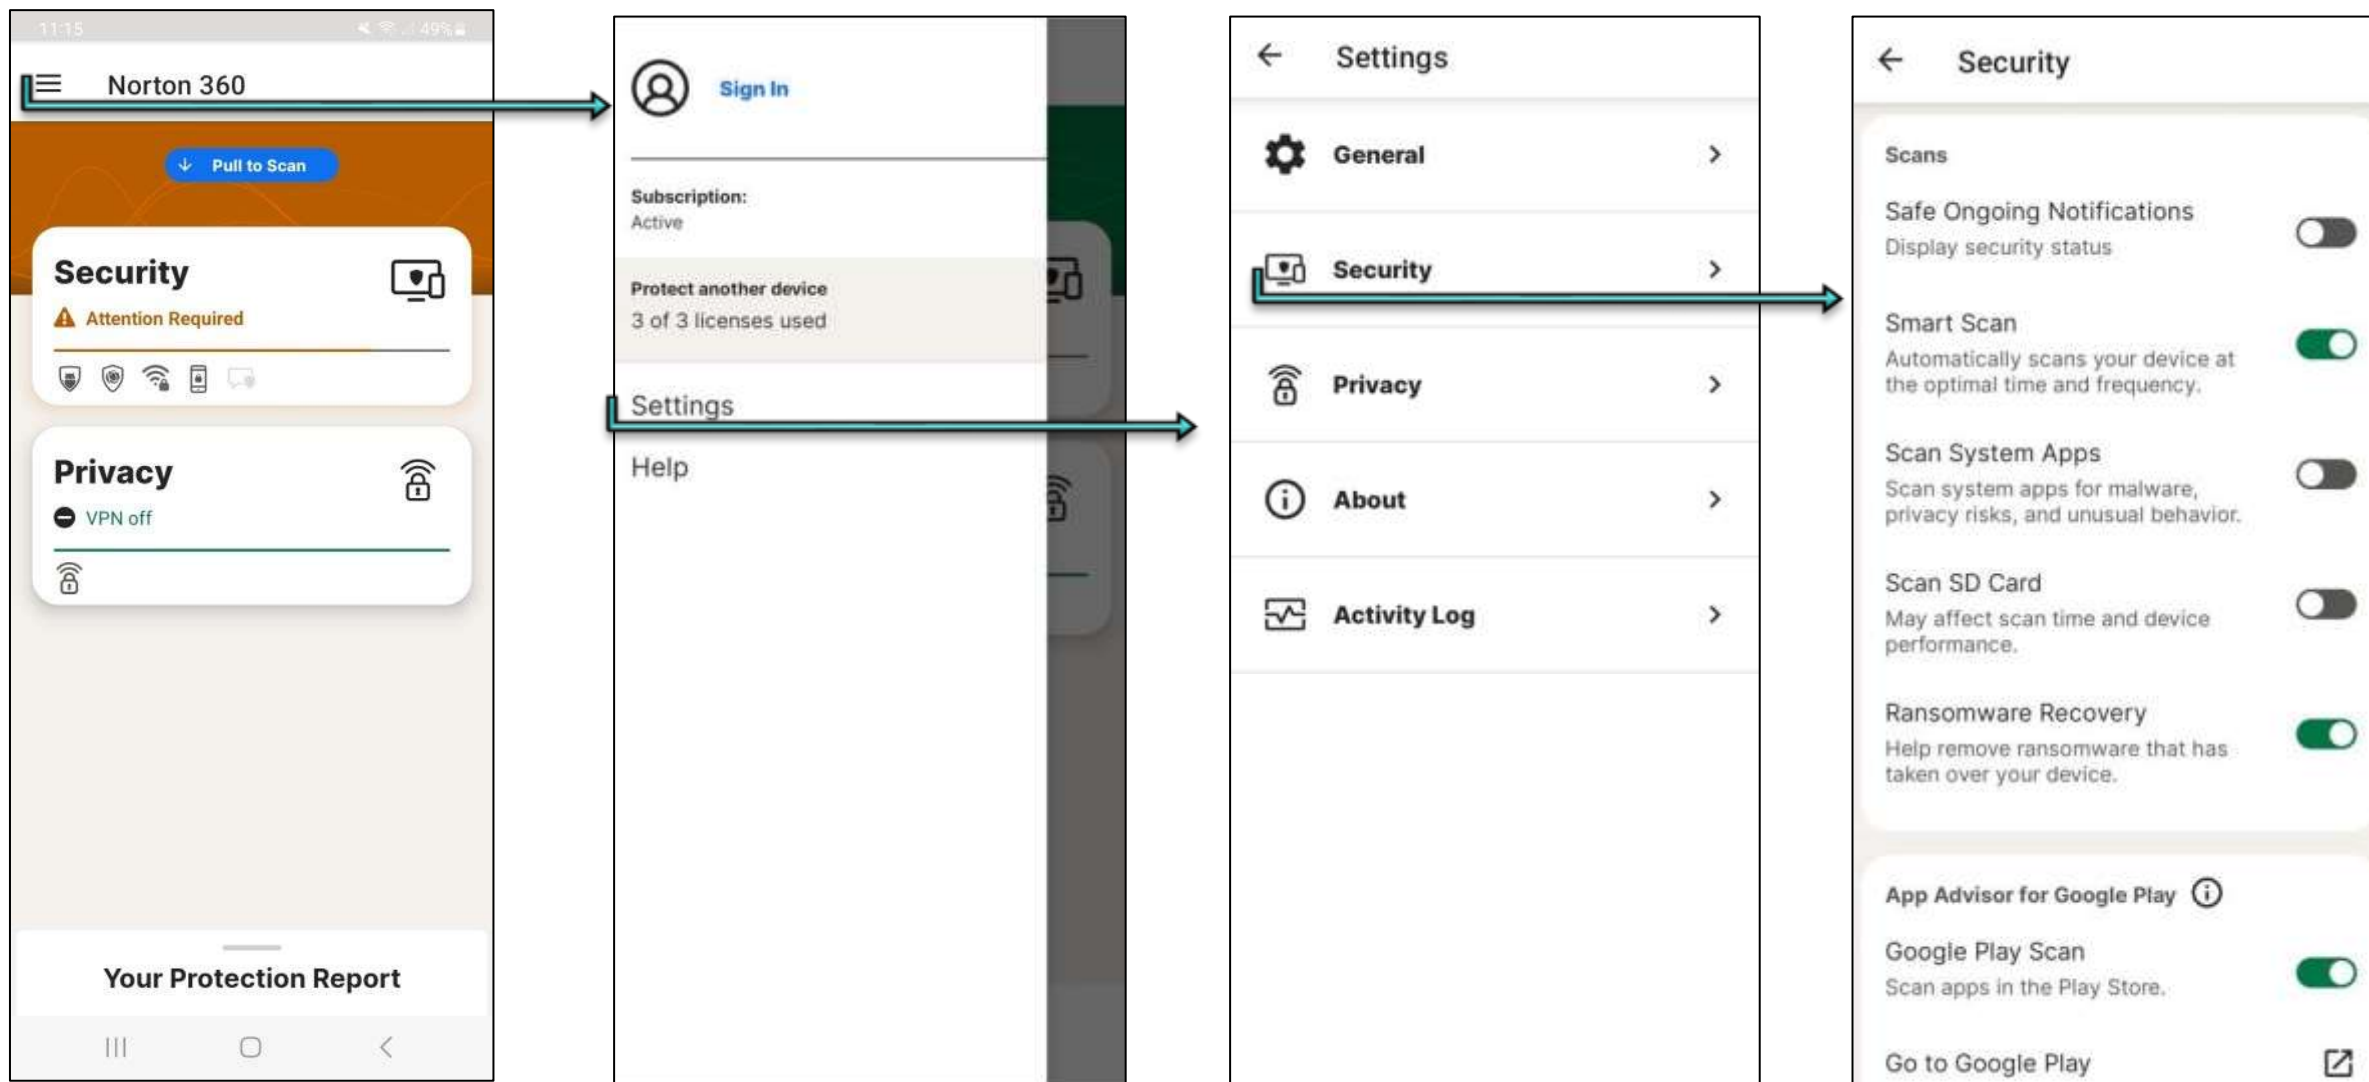 11:15
49%
Norton 360
Pull to Scan
Security
Attention Required
Privacy
VPN off
Your Protection Report
Sign In
Subscription:
Active
Protect another device
3 of 3 licenses used
Settings
Help
Settings
General
Security
Privacy
About
Activity Log
Security
Scans
Safe Ongoing Notifications
Display security status
Smart Scan
Automatically scans your device at
the optimal time and frequency.
Scan System Apps
Scan system apps for malware,
privacy risks, and unusual behavior.
Scan SD Card
May affect scan time and device
performance.
Ransomware Recovery
Help remove ransomware that has
taken over your device.
App Advisor for Google Play
Google Play Scan
Scan apps in the Play Store.
Go to Google Play